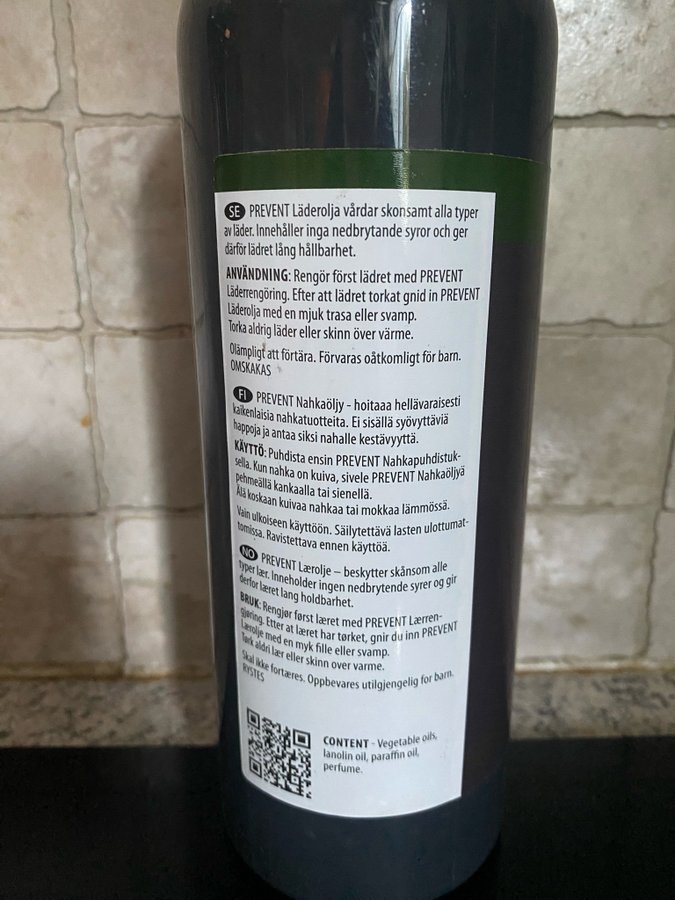 SE PREVENT Läderolja vårdar skonsamt alla typer
av läder. Innehåller inga nedbrytande syror och ger
därför lädret lång hållbarhet.
ANVÄNDNING: Rengör först lädret med PREVENT
Läderrengöring. Efter att lädret torkat gnid in PREVENT
Läderolja med en mjuk trasa eller svamp.
Torka aldrig läder eller skinn över värme.
Olämpligt att förtära. Förvaras oåtkomligt för barn.
OMSKAKAS
FI PREVENT Nahkaöljy - hoitaaa hellävaraisesti
kaikenlaisia nahkatuotteita. Ei sisällä syövyttäviä
happoja ja antaa siksi nahalle kestävyyttä.
KÄYTTÖ: Puhdista ensin PREVENT Nahkapuhdistuk-
sella. Kun nahka on kuiva, sivele PREVENT Nahkaöljyä
pehmeällä kankaalla tai sienellä.
Älä koskaan kuivaa nahkaa tai mokkaa lämmössä.
Vain ulkoiseen käyttöön. Säilytettävä lasten ulottumat-
tomissa. Ravistettava ennen käyttöä.
NO PREVENT Lærolje – beskytter skånsom alle
typer lær. Inneholder ingen nedbrytende syrer og gir
derfor læret lang holdbarhet.
BRUK: Rengjør først læret med PREVENT Lærren-
gjøring. Etter at læret har tørket, gnir du inn PREVENT
Lærolje med en myk fille eller svamp.
Tørk aldri lær eller skinn over varme.
Skal ikke fortæres. Oppbevares utilgjengelig for barn.
RYSTES
CONTENT - Vegetable oils,
lanolin oil, paraffin oil,
perfume.